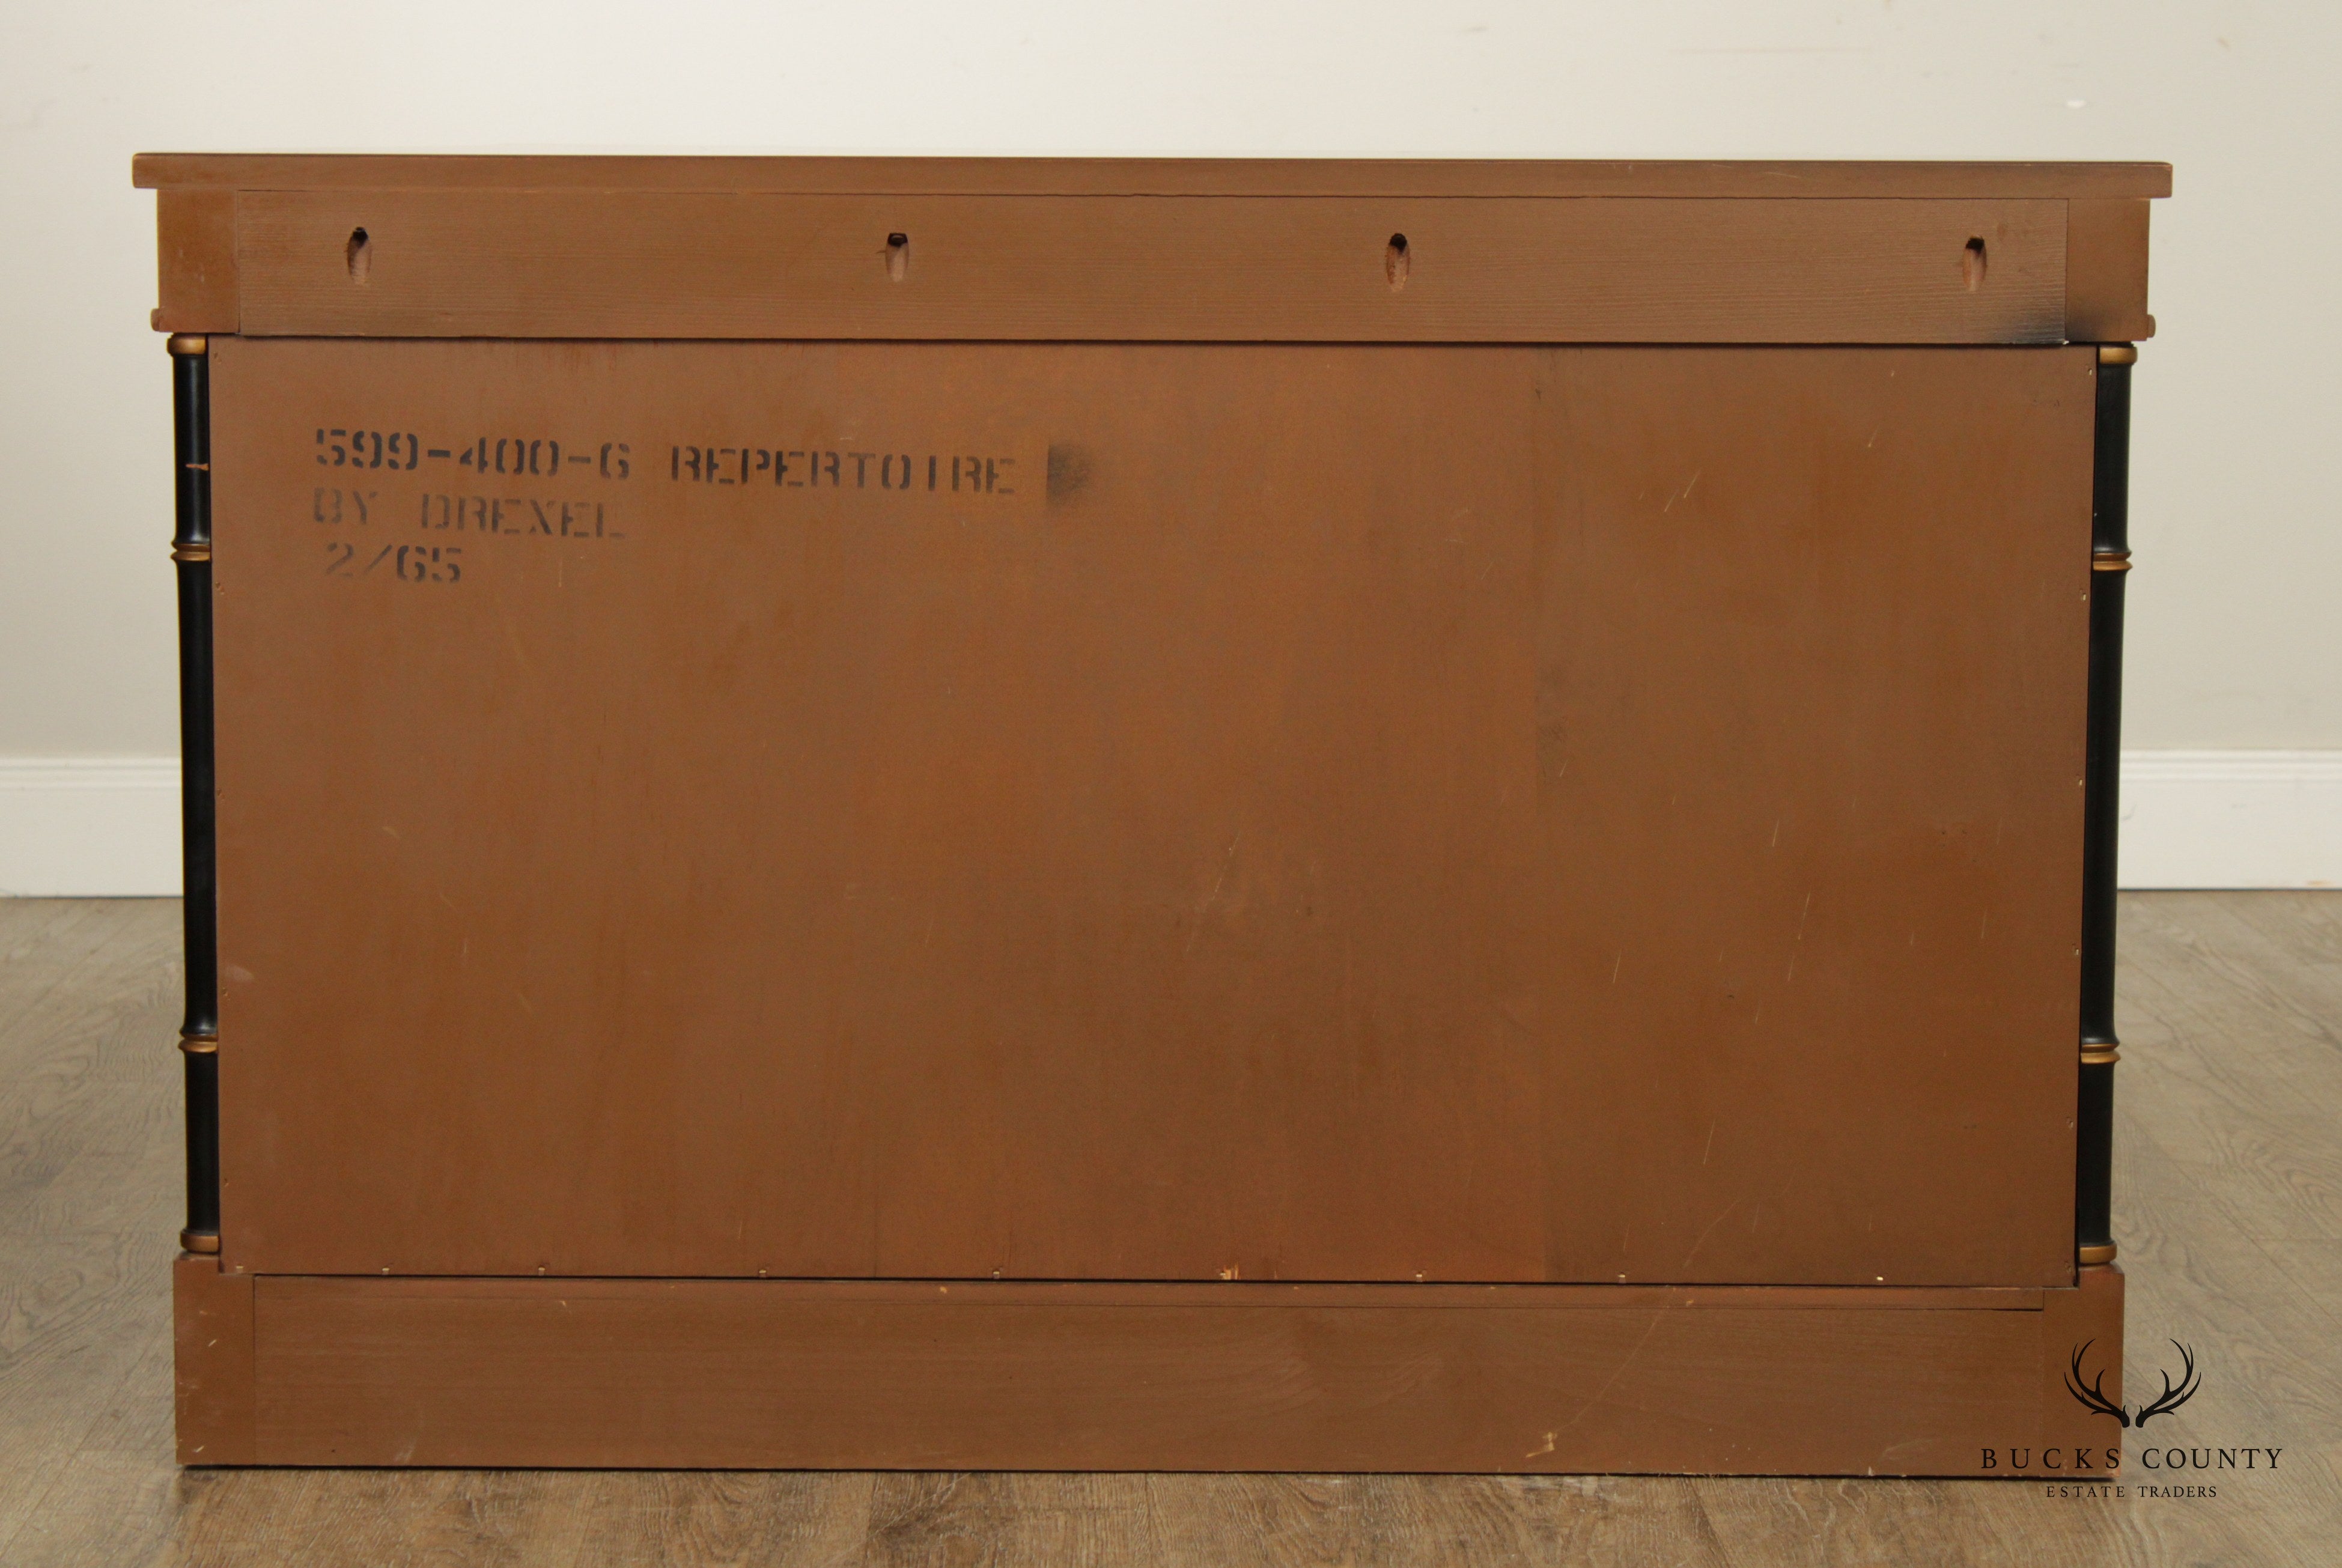 599-400-6 REPERTOIRE
BY DREXEL
2/65
BUCKS COUNTY
ESTATE TRADERS